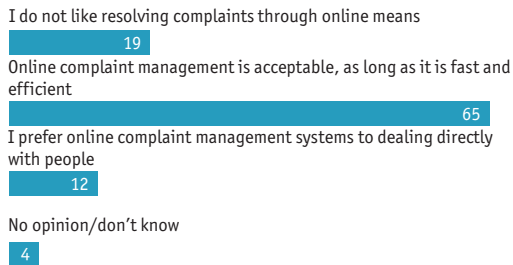 I do not like resolving complaints through online means
19
Online complaint management is acceptable, as long as it is fast and
efficient
65
I prefer online complaint management systems to dealing directly
with people
12
No opinion/don’t know
4